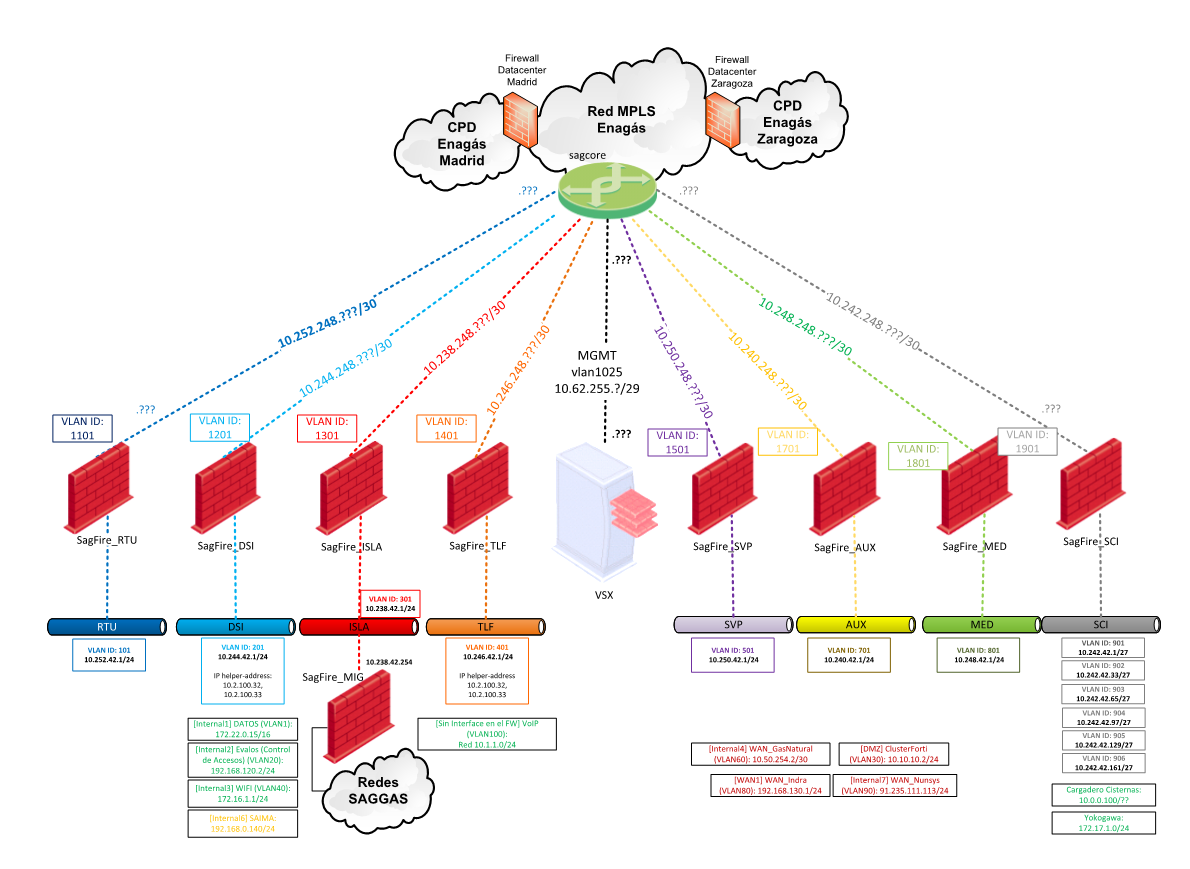 Firewall
Datacenter
Madrid
Firewall
Datacenter
Zaragoza
CPD
Enagás
Madrid
Red MPLS
Enagás
CPD
Enagás
Zaragoza
sagcore
.???
.???
.???
10.252.248.???/30
10.244.248.???/30
10.238.248.???/30
10.246.248.???/30
MGMT
vlan1025
10.62.255.?/29
10.250.248.???/30
10.240.248.???/30
10.248.248.???/30
10.242.248.???/30
.???
.???
.???
VLAN ID:
1101
VLAN ID:
1201
VLAN ID:
1301
VLAN ID:
1401
VLAN ID:
1501
VLAN ID:
1701
VLAN ID:
1801
VLAN ID:
1901
SagFire_RTU
SagFire_DSI
SagFire_ISLA
SagFire_TLF
VSX
SagFire_SVP
SagFire_AUX
SagFire_MED
SagFire_SCI
VLAN ID: 301
10.238.42.1/24
RTU
DSI
ISLA
TLF
SVP
AUX
MED
SCI
VLAN ID: 101
10.252.42.1/24
VLAN ID: 201
10.244.42.1/24
IP helper-address:
10.2.100.32,
10.2.100.33
10.238.42.254
SagFire_MIG
VLAN ID: 401
10.246.42.1/24
IP helper-address
10.2.100.32,
10.2.100.33
VLAN ID: 501
10.250.42.1/24
VLAN ID: 701
10.240.42.1/24
VLAN ID: 801
10.248.42.1/24
VLAN ID: 901
10.242.42.1/27
VLAN ID: 902
10.242.42.33/27
VLAN ID: 903
10.242.42.65/27
VLAN ID: 904
10.242.42.97/27
VLAN ID: 905
10.242.42.129/27
VLAN ID: 906
10.242.42.161/27
[Internal1] DATOS (VLAN1):
172.22.0.15/16
[Internal2] Evalos (Control
de Accesos) (VLAN20):
192.168.120.2/24
[Internal3] WIFI (VLAN40):
172.16.1.1/24
[Internal6] SAIMA:
192.168.0.140/24
Redes
SAGGAS
[Sin Interface en el FW] VoIP
(VLAN100):
Red 10.1.1.0/24
[Internal4] WAN_GasNatural
(VLAN60): 10.50.254.2/30
[DMZ] ClusterForti
(VLAN30): 10.10.10.2/24
[WAN1] WAN_Indra
(VLAN80): 192.168.130.1/24
[Internal7] WAN_Nunsys
(VLAN90): 91.235.111.113/24
Cargadero Cisternas:
10.0.0.100/??
Yokogawa:
172.17.1.0/24